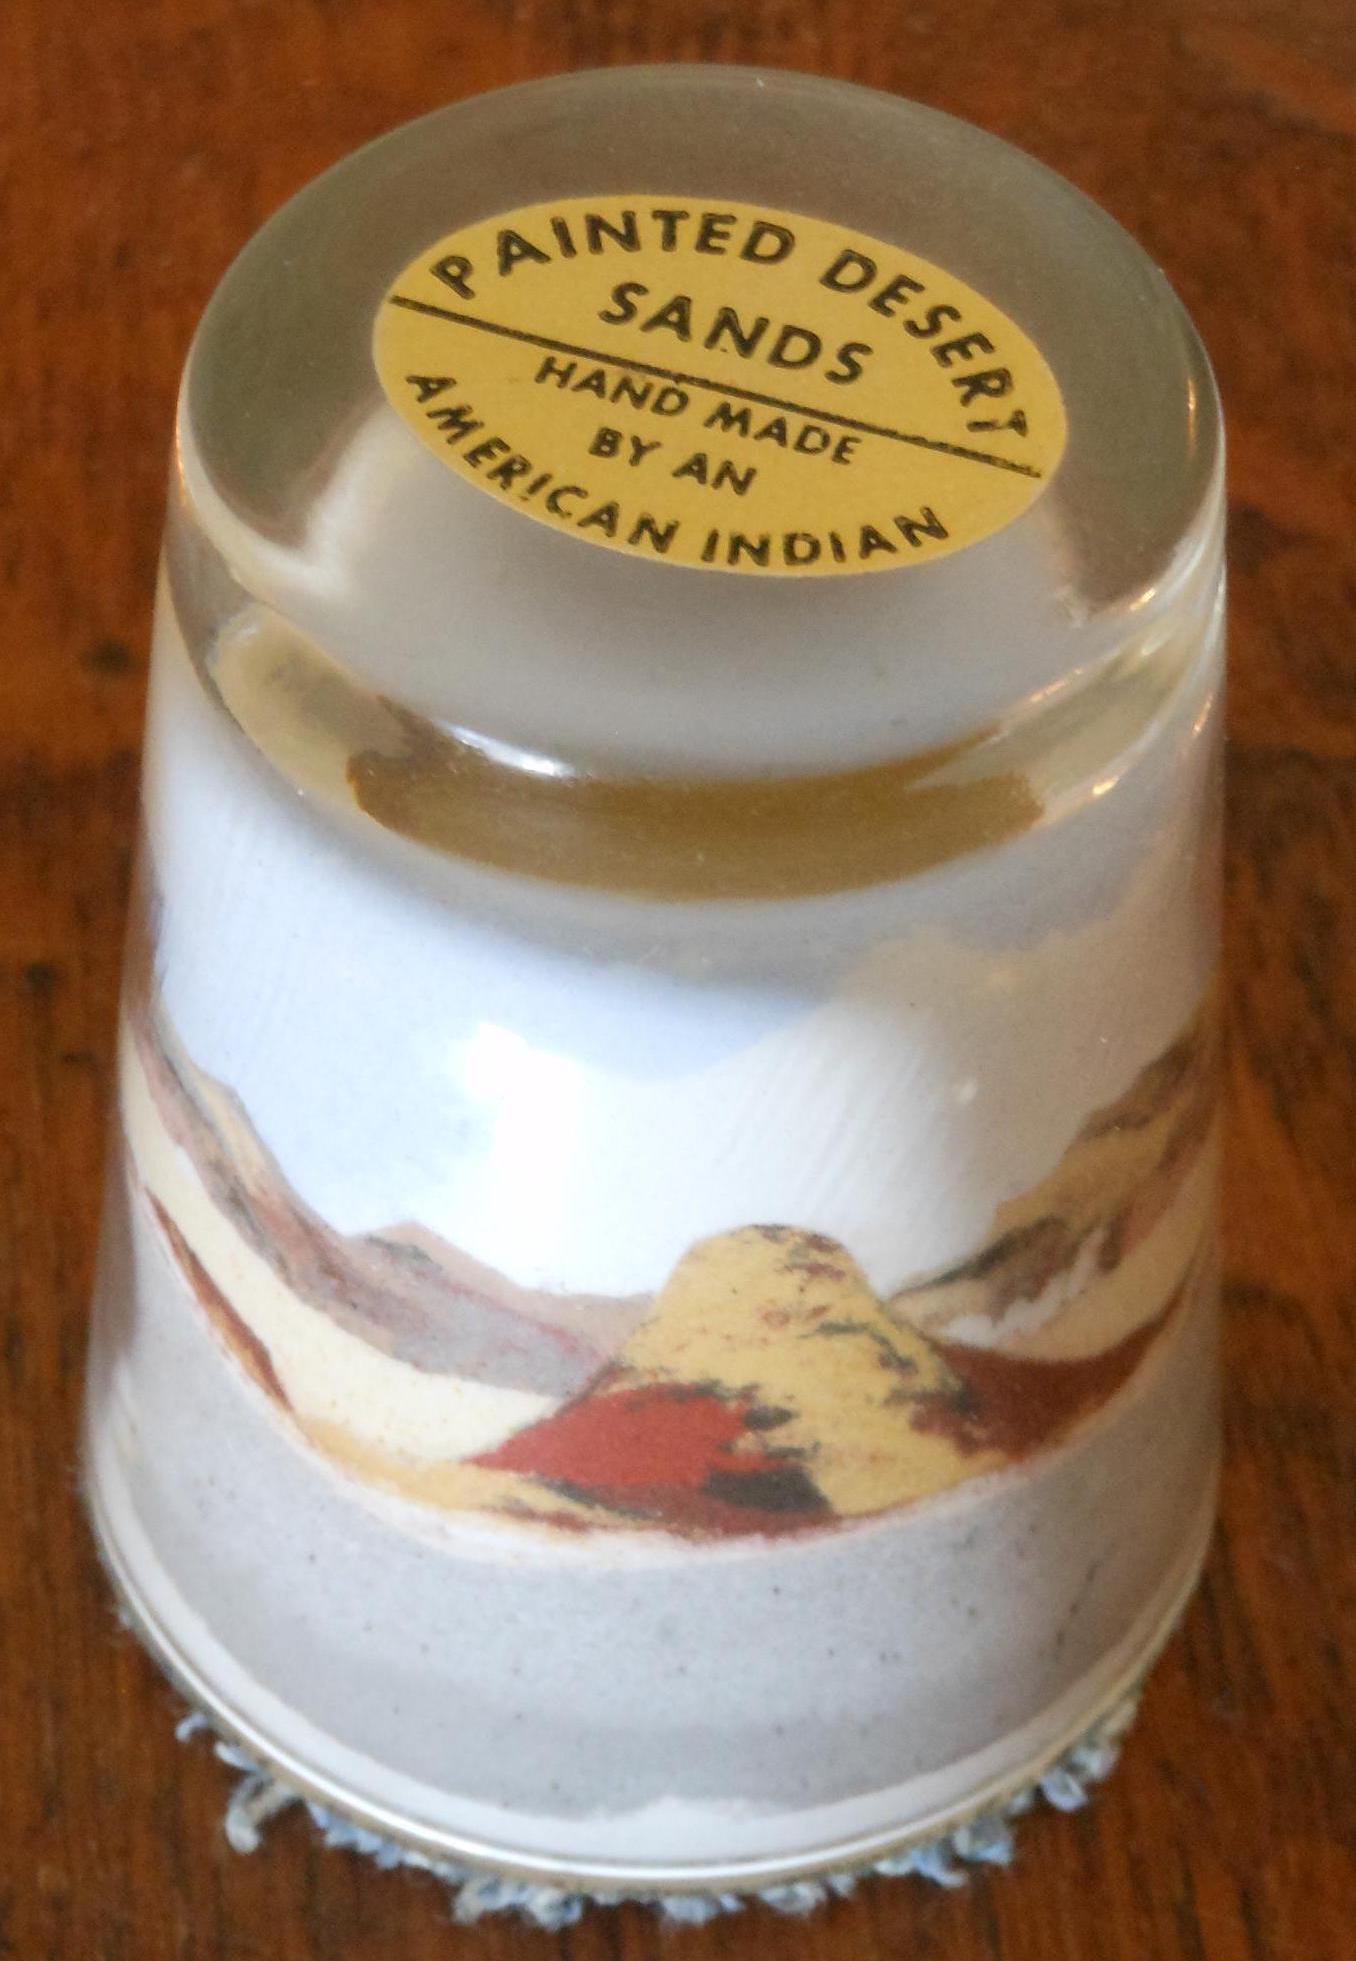 PAINTED DESERT
SANDS
HAND MADE
BY AN
AMERICAN INDIAN